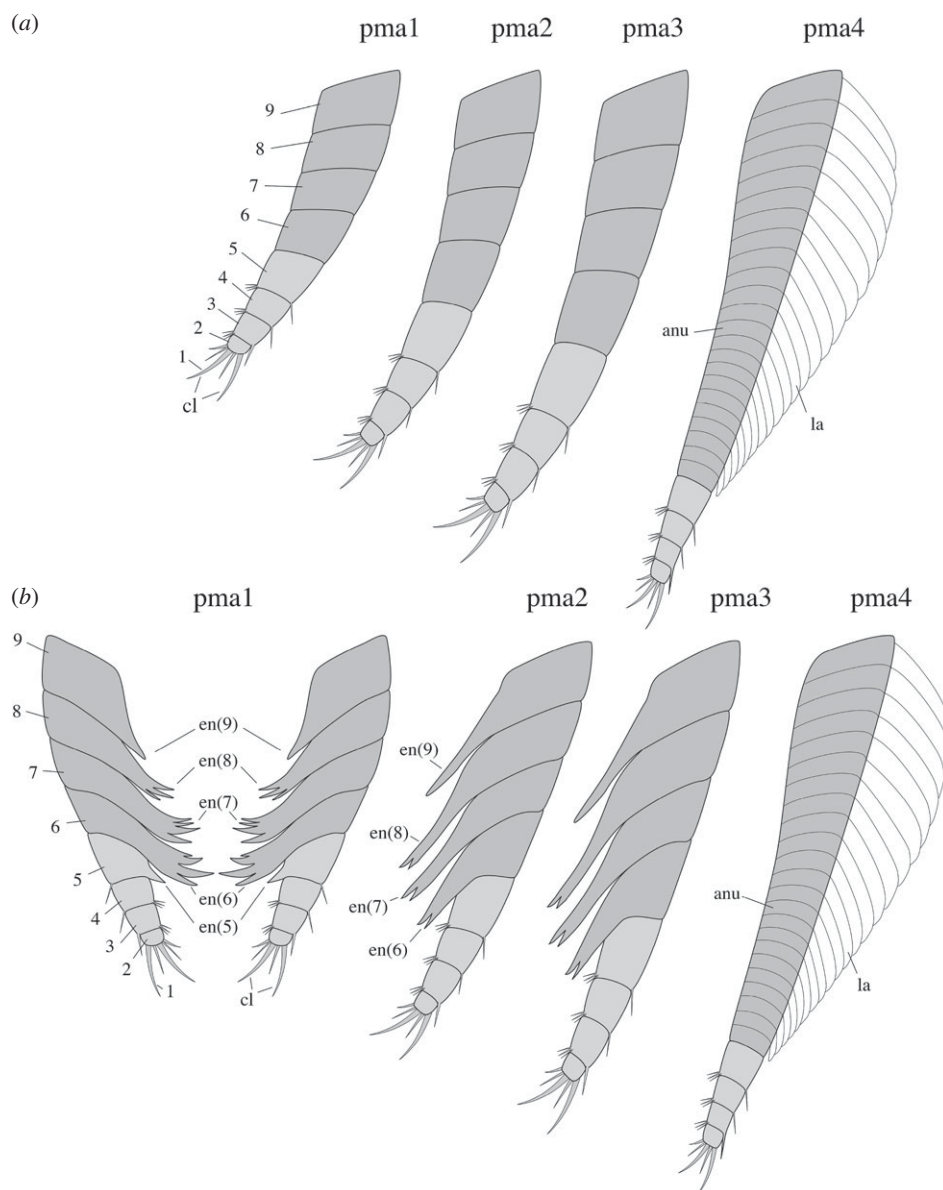 (a)
pma1 pma2 pma3 pma4
9
8
7
6
5
4
3
2
1
cl
anu
la
(b)
pma1 pma2 pma3 pma4
9
8
7
6
5
4
3
2
1
en(9)
en(8)
en(7)
en(6)
en(5)
cl
en(9)
en(8)
en(7)
en(6)
anu
la